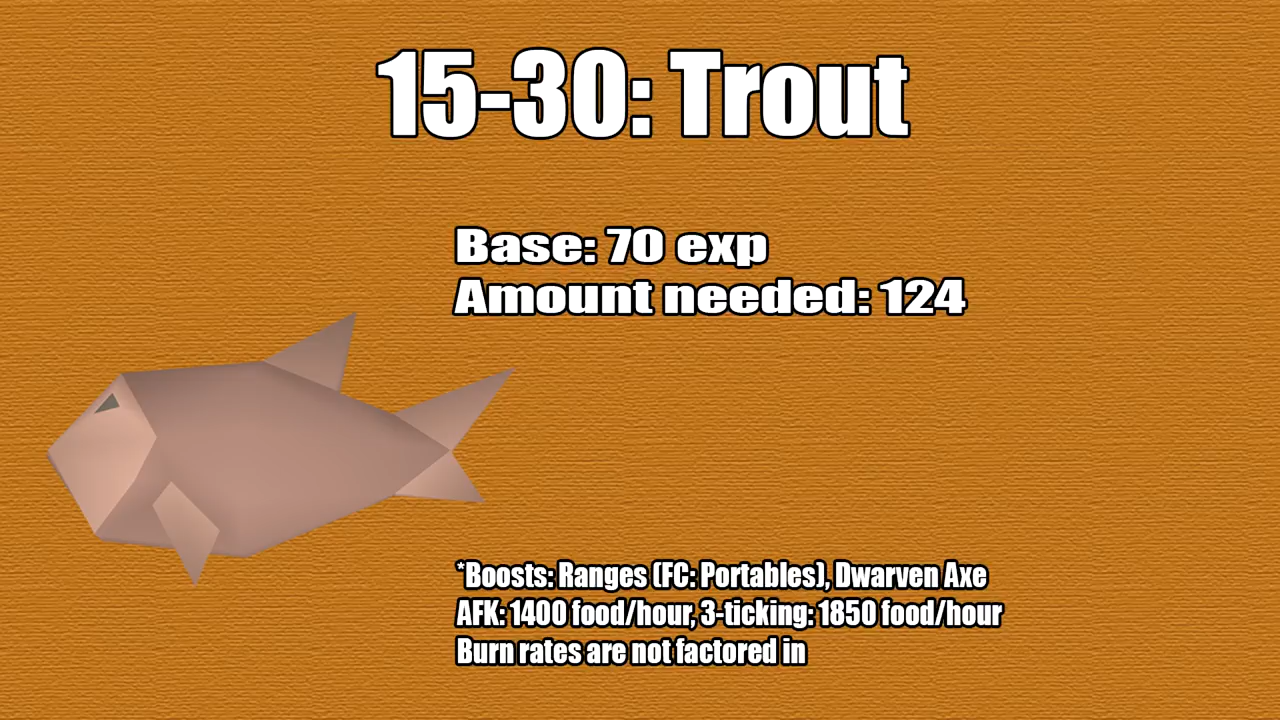 15-30: Trout
Base: 70 exp
Amount needed: 124
*Boosts: Ranges (FC: Portables), Dwarven Axe
AFK: 1400 food/hour, 3-ticking: 1850 food/hour
Burn rates are not factored in